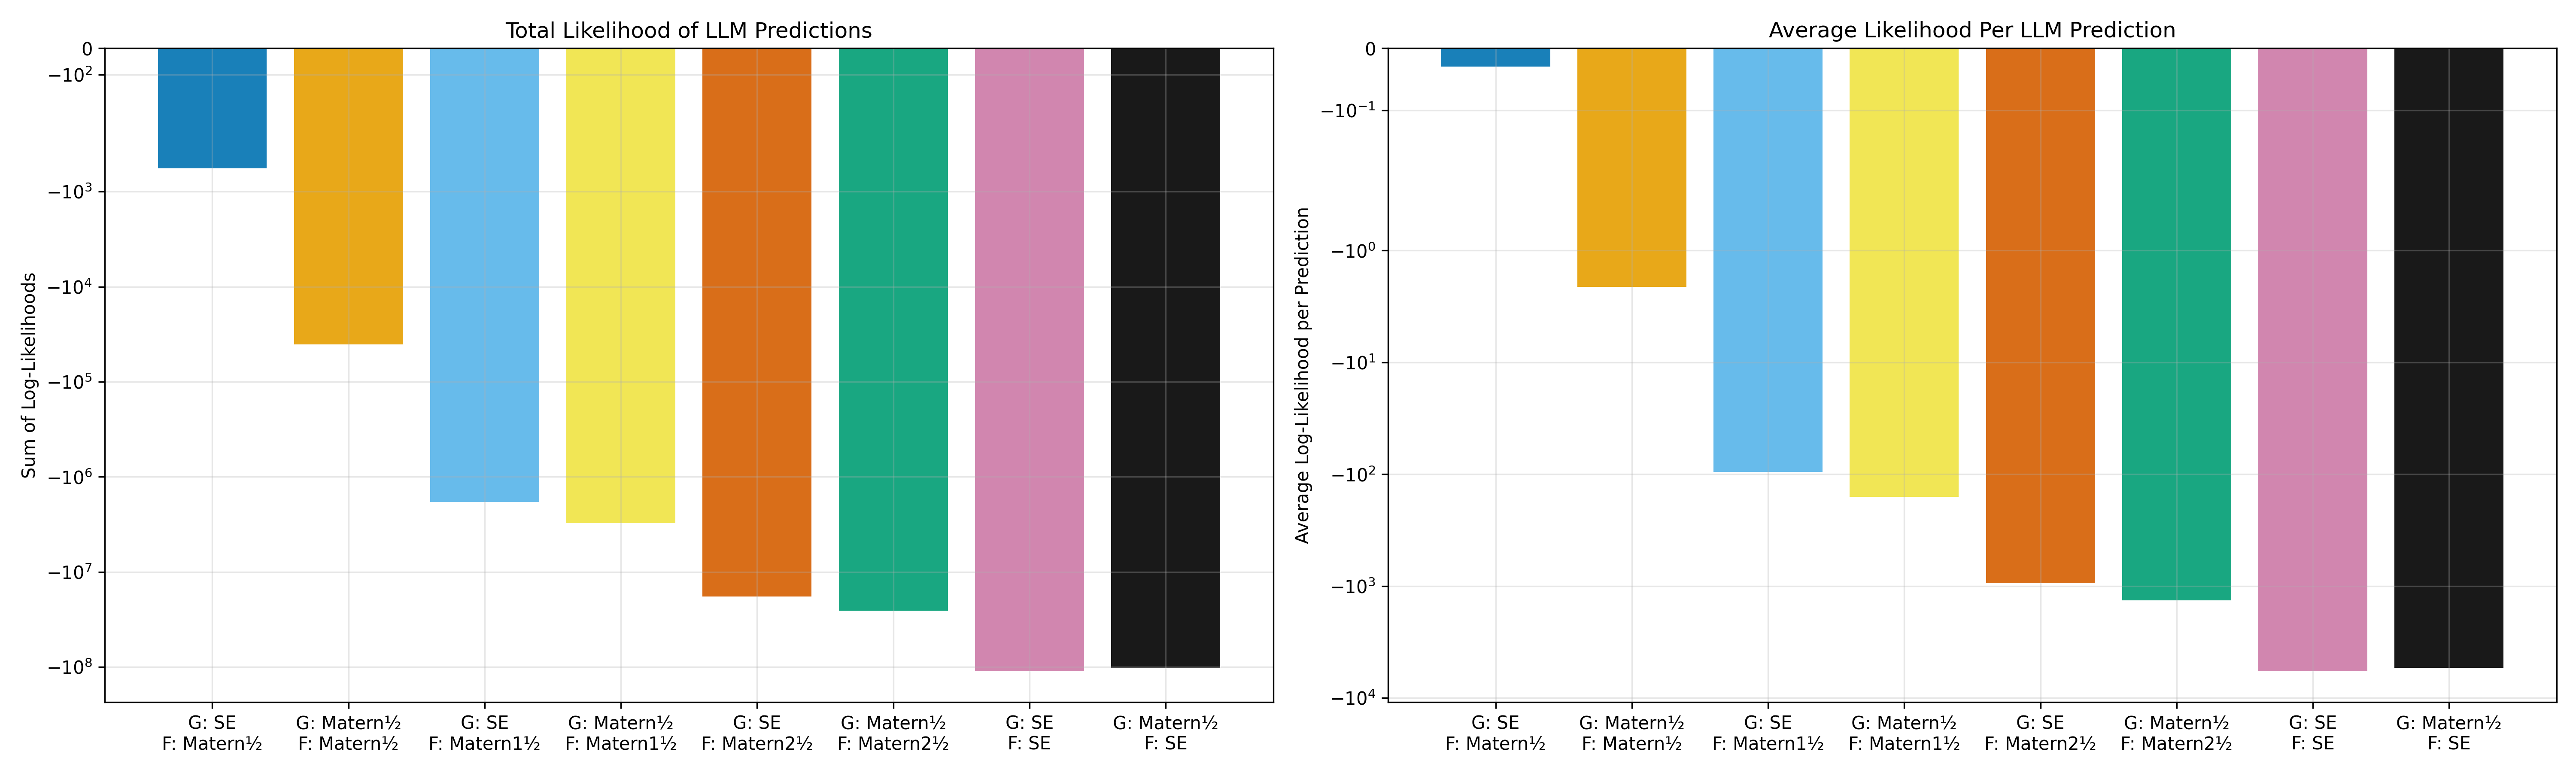 Total Likelihood of LLM Predictions
Sum of Log-Likelihoods
0
−10²
−10³
−10⁴
−10⁵
−10⁶
−10⁷
−10⁸
G: SE
F: Matern½
G: Matern½
F: Matern½
G: SE
F: Matern1½
G: Matern½
F: Matern1½
G: SE
F: Matern2½
G: Matern½
F: Matern2½
G: SE
F: SE
G: Matern½
F: SE
Average Likelihood Per LLM Prediction
Average Log-Likelihood per Prediction
0
−10⁻¹
−10⁰
−10¹
−10²
−10³
−10⁴
G: SE
F: Matern½
G: Matern½
F: Matern½
G: SE
F: Matern1½
G: Matern½
F: Matern1½
G: SE
F: Matern2½
G: Matern½
F: Matern2½
G: SE
F: SE
G: Matern½
F: SE